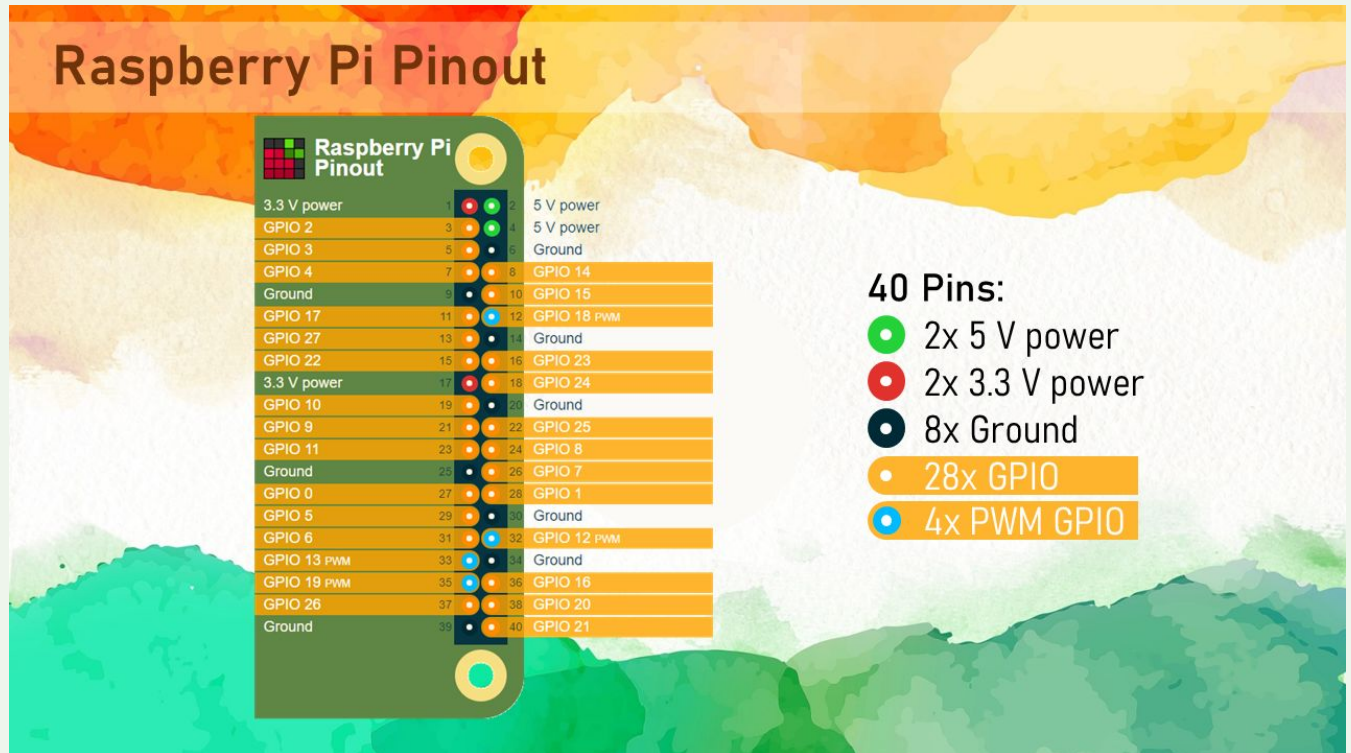 Raspberry Pi Pinout
Raspberry Pi
Pinout
3.3 V power 1 2 5 V power
GPIO 2 3 4 5 V power
GPIO 3 5 6 Ground
GPIO 4 7 8 GPIO 14
Ground 9 10 GPIO 15
GPIO 17 11 12 GPIO 18 PWM
GPIO 27 13 14 Ground
GPIO 22 15 16 GPIO 23
3.3 V power 17 18 GPIO 24
GPIO 10 19 20 Ground
GPIO 9 21 22 GPIO 25
GPIO 11 23 24 GPIO 8
Ground 25 26 GPIO 7
GPIO 0 27 28 GPIO 1
GPIO 5 29 30 Ground
GPIO 6 31 32 GPIO 12 PWM
GPIO 13 PWM 33 34 Ground
GPIO 19 PWM 35 36 GPIO 16
GPIO 26 37 38 GPIO 20
Ground 39 40 GPIO 21
40 Pins:
2x 5 V power
2x 3.3 V power
8x Ground
28x GPIO
4x PWM GPIO